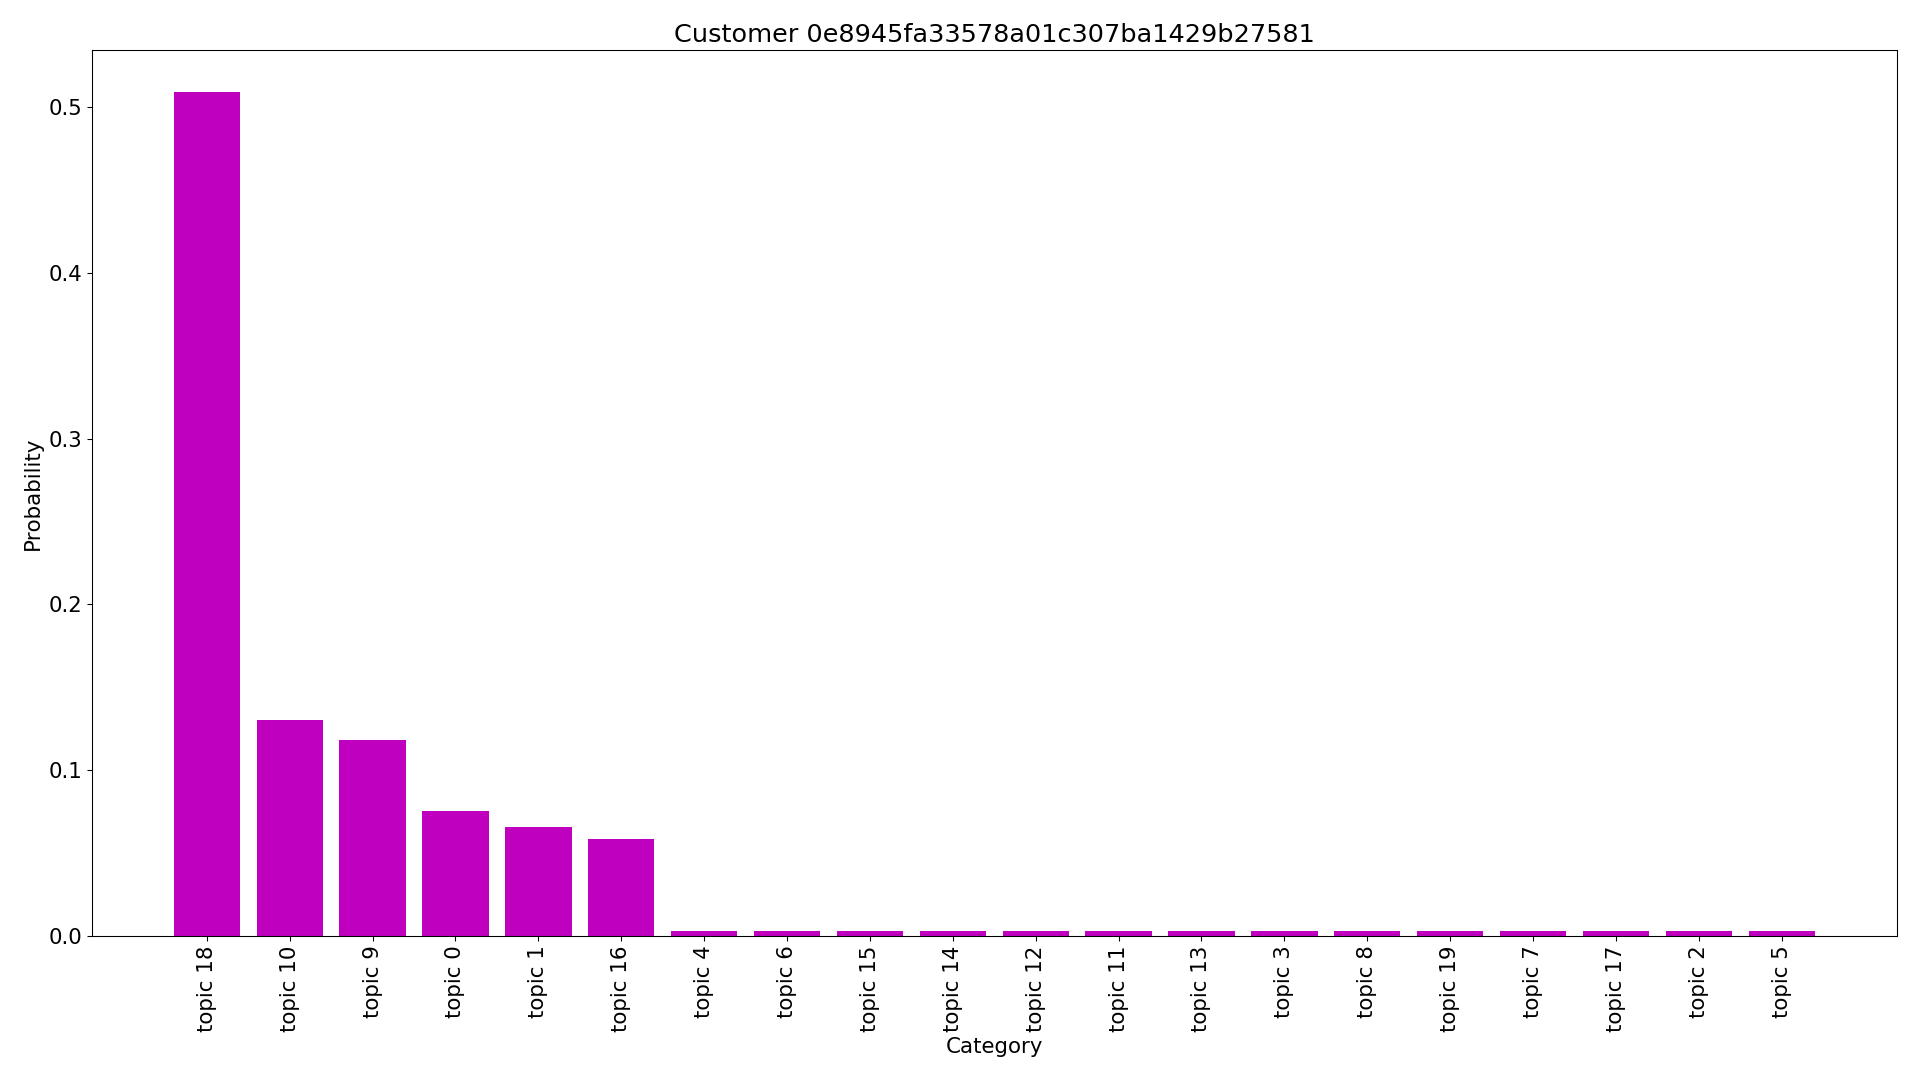 Customer 0e8945fa33578a01c307ba1429b27581
Probability
0.5
0.4
0.3
0.2
0.1
0.0
topic 18
topic 10
topic 9
topic 0
topic 1
topic 16
topic 4
topic 6
topic 15
topic 14
topic 12
topic 11
topic 13
topic 3
topic 8
topic 19
topic 7
topic 17
topic 2
topic 5
Category